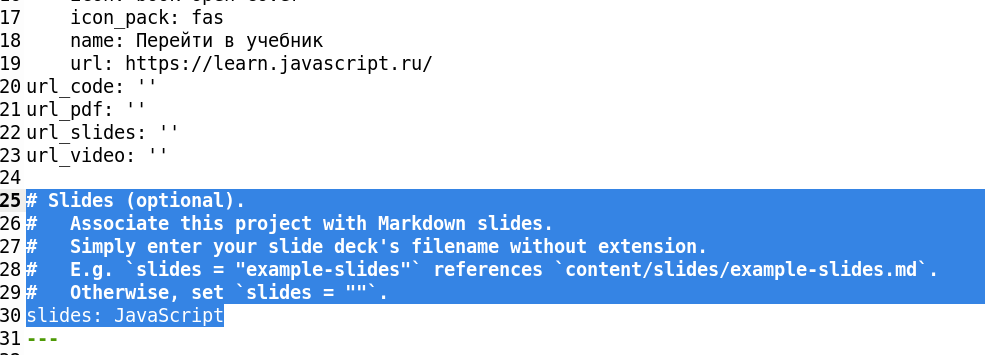 17    icon_pack: fas
18    name: Перейти в учебник
19    url: https://learn.javascript.ru/
20 url_code: ''
21 url_pdf: ''
22 url_slides: ''
23 url_video: ''
24
25 # Slides (optional).
26 #   Associate this project with Markdown slides.
27 #   Simply enter your slide deck's filename without extension.
28 #   E.g. `slides = "example-slides"` references `content/slides/example-slides.md`.
29 #   Otherwise, set `slides = ""`.
30 slides: JavaScript
31 ---